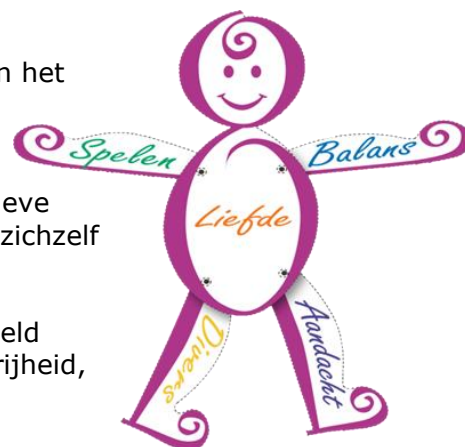 n het
Spelen
Balans
eve
zichzelf
Liefde
eld
rijheid,
Divers
Aandacht